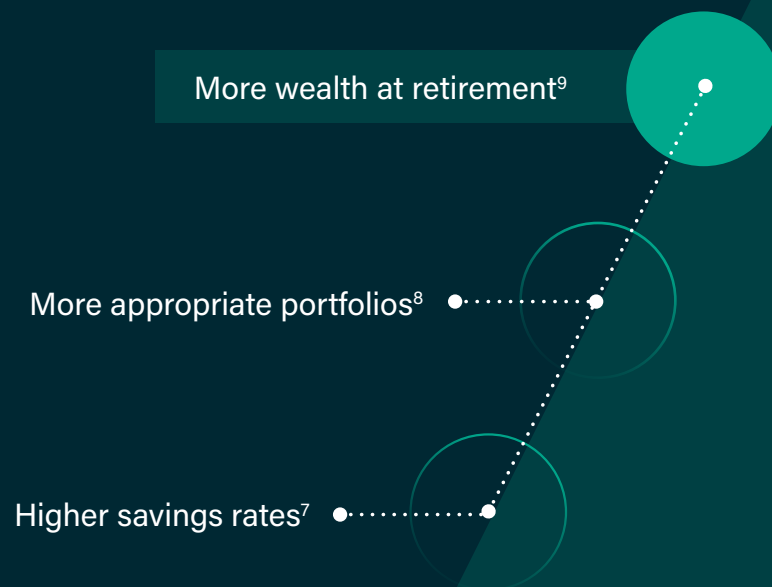 More wealth at retirement⁹
More appropriate portfolios⁸
Higher savings rates⁷